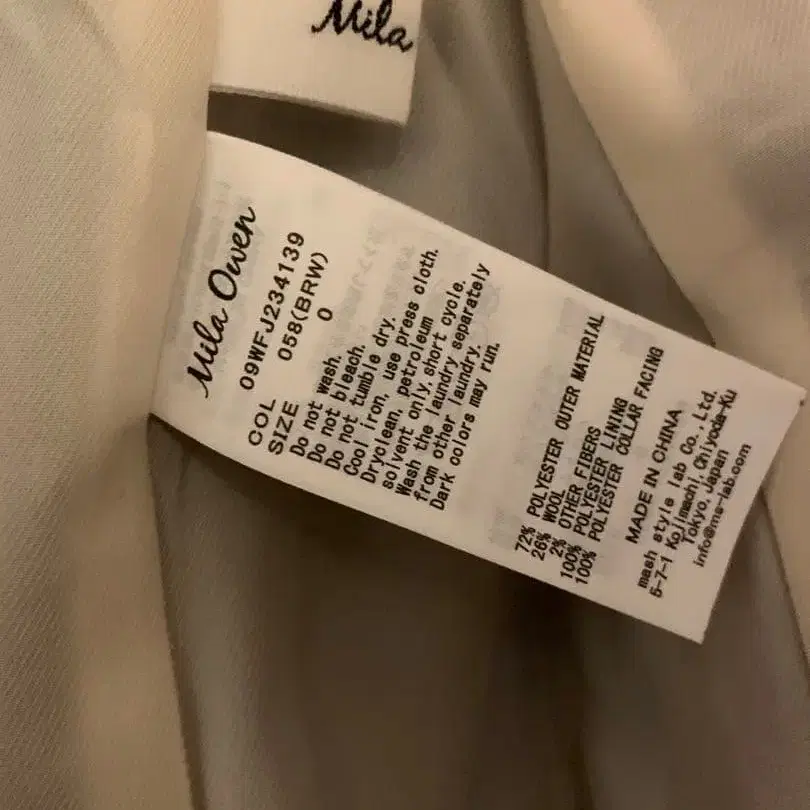 Mila
Mila Owen
09WFJ234139
COL 058(BRW)
SIZE 0
Do not wash.
Do not bleach.
Do not tumble dry.
Cool iron, use press cloth.
Dryclean, petroleum
solvent only, short cycle.
Wash the laundry separately
from other laundry.
Dark colors may run.
72% POLYESTER OUTER MATERIAL
26% WOOL
2% OTHER FIBERS
100% POLYESTER LINING
100% POLYESTER COLLAR FACING
MADE IN CHINA
mash style lab Co., Ltd.
5-7-1 Kojimachi, Chiyoda-Ku
Tokyo, Japan
info@ms-lab.com